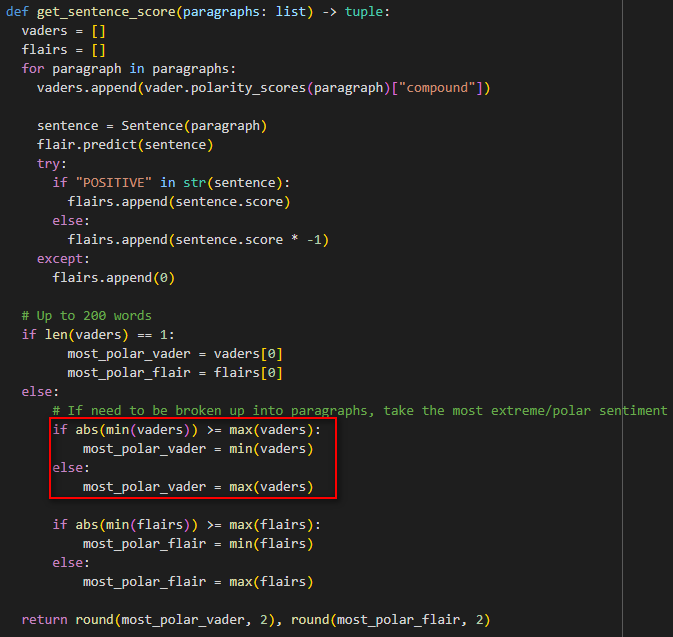 def get_sentence_score(paragraphs: list) -> tuple:
  vaders = []
  flairs = []
  for paragraph in paragraphs:
    vaders.append(vader.polarity_scores(paragraph)["compound"])

    sentence = Sentence(paragraph)
    flair.predict(sentence)
    try:
      if "POSITIVE" in str(sentence):
        flairs.append(sentence.score)
      else:
        flairs.append(sentence.score * -1)
    except:
      flairs.append(0)

  # Up to 200 words
  if len(vaders) == 1:
        most_polar_vader = vaders[0]
        most_polar_flair = flairs[0]
  else:
      # If need to be broken up into paragraphs, take the most extreme/polar sentiment
      if abs(min(vaders)) >= max(vaders):
          most_polar_vader = min(vaders)
      else:
          most_polar_vader = max(vaders)

      if abs(min(flairs)) >= max(flairs):
          most_polar_flair = min(flairs)
      else:
          most_polar_flair = max(flairs)

  return round(most_polar_vader, 2), round(most_polar_flair, 2)